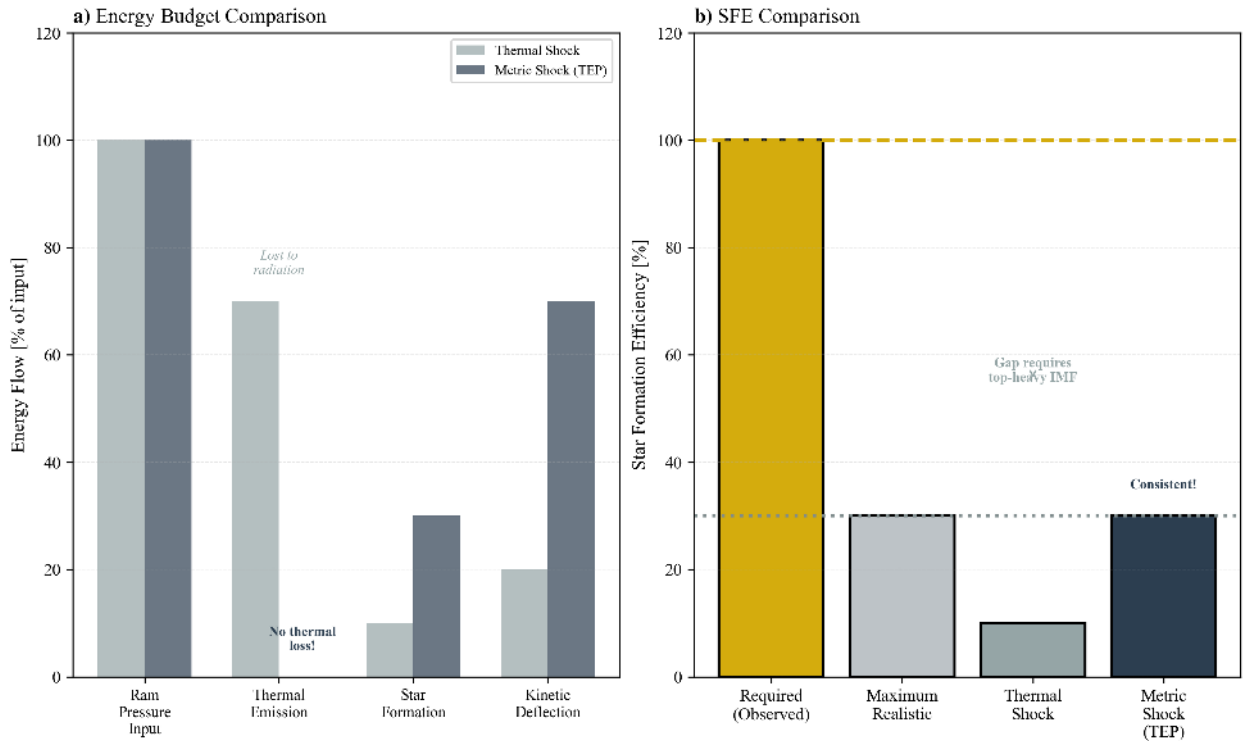 a) Energy Budget Comparison
120
100
80
60
40
20
0
Energy Flow [% of input]
Thermal Shock
Metric Shock (TEP)
Lost to
radiation
No thermal
loss!
Ram
Pressure
Input
Thermal
Emission
Star
Formation
Kinetic
Deflection
b) SFE Comparison
120
100
80
60
40
20
0
Star Formation Efficiency [%]
Gap requires
top-heavy IMF
Consistent!
Required
(Observed)
Maximum
Realistic
Thermal
Shock
Metric
Shock
(TEP)